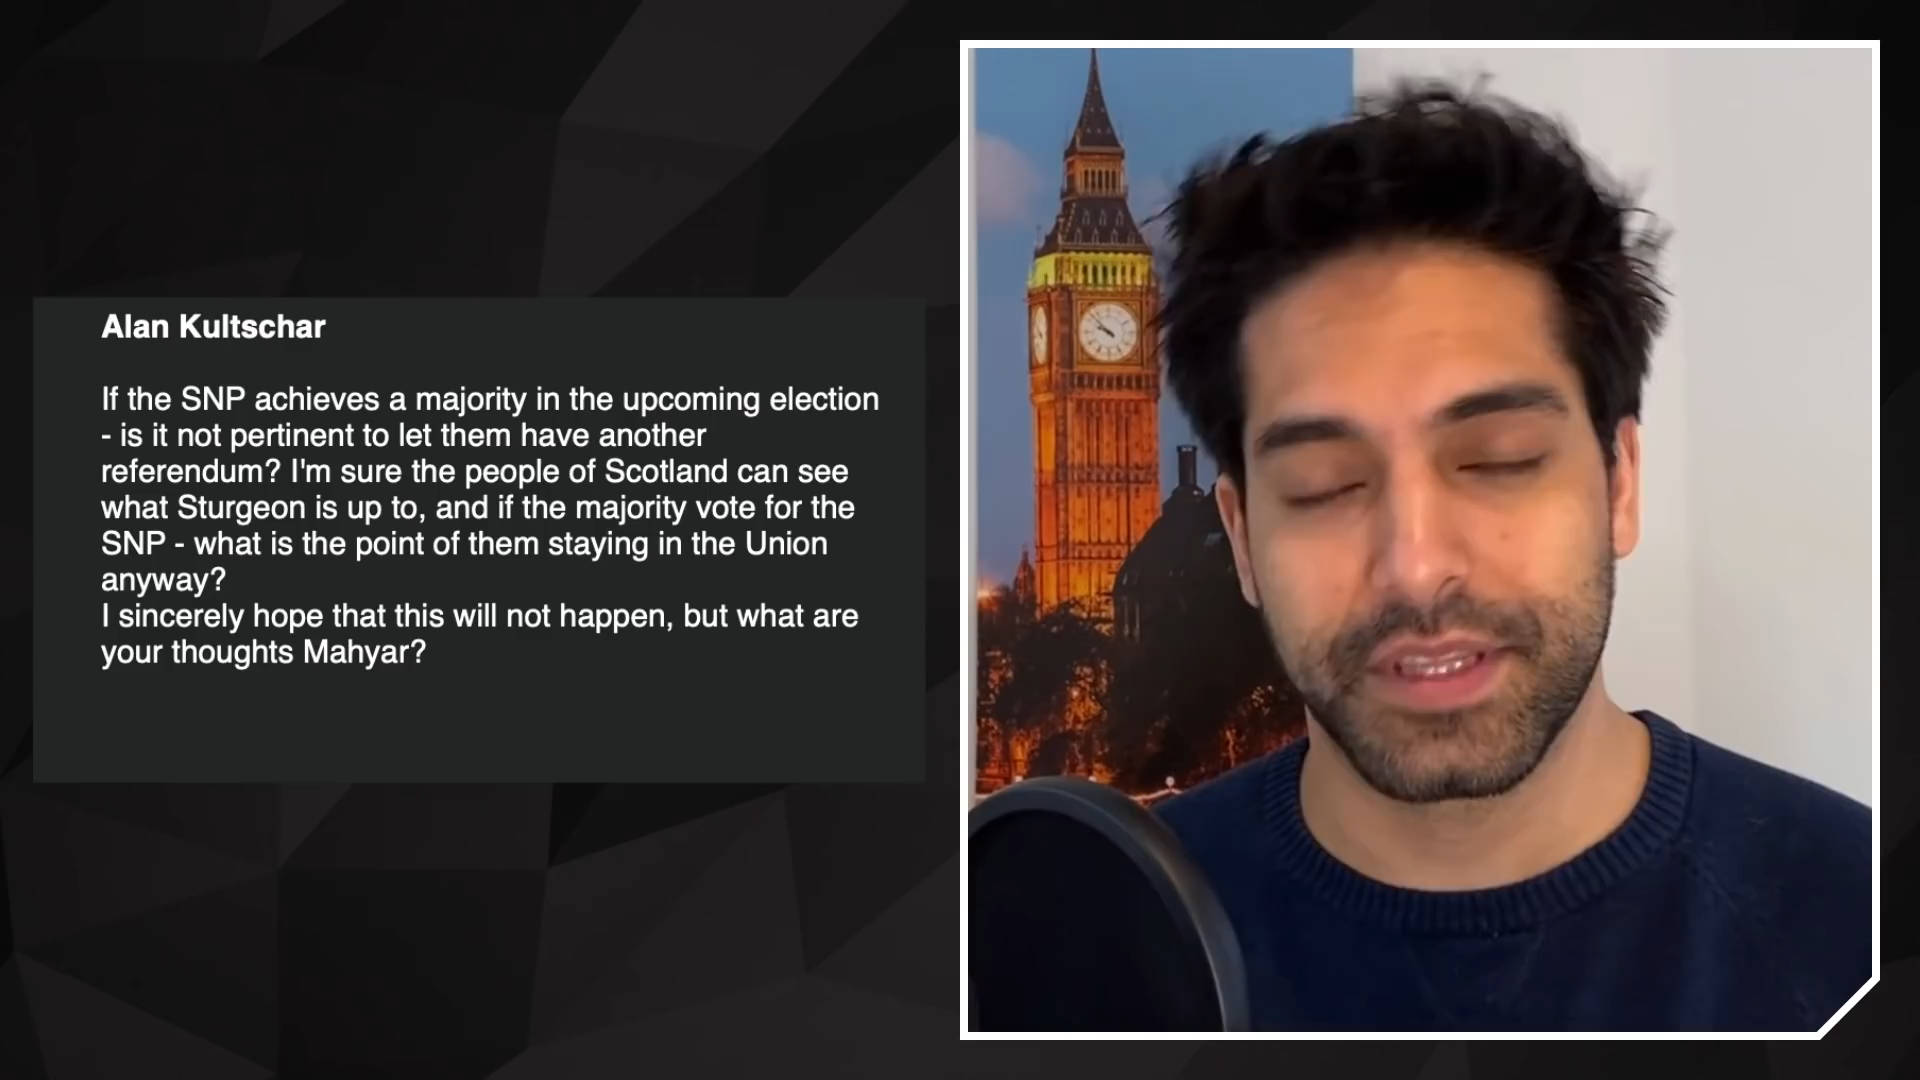 Alan Kultschar
If the SNP achieves a majority in the upcoming election
- is it not pertinent to let them have another
referendum? I'm sure the people of Scotland can see
what Sturgeon is up to, and if the majority vote for the
SNP - what is the point of them staying in the Union
anyway?
I sincerely hope that this will not happen, but what are
your thoughts Mahyar?